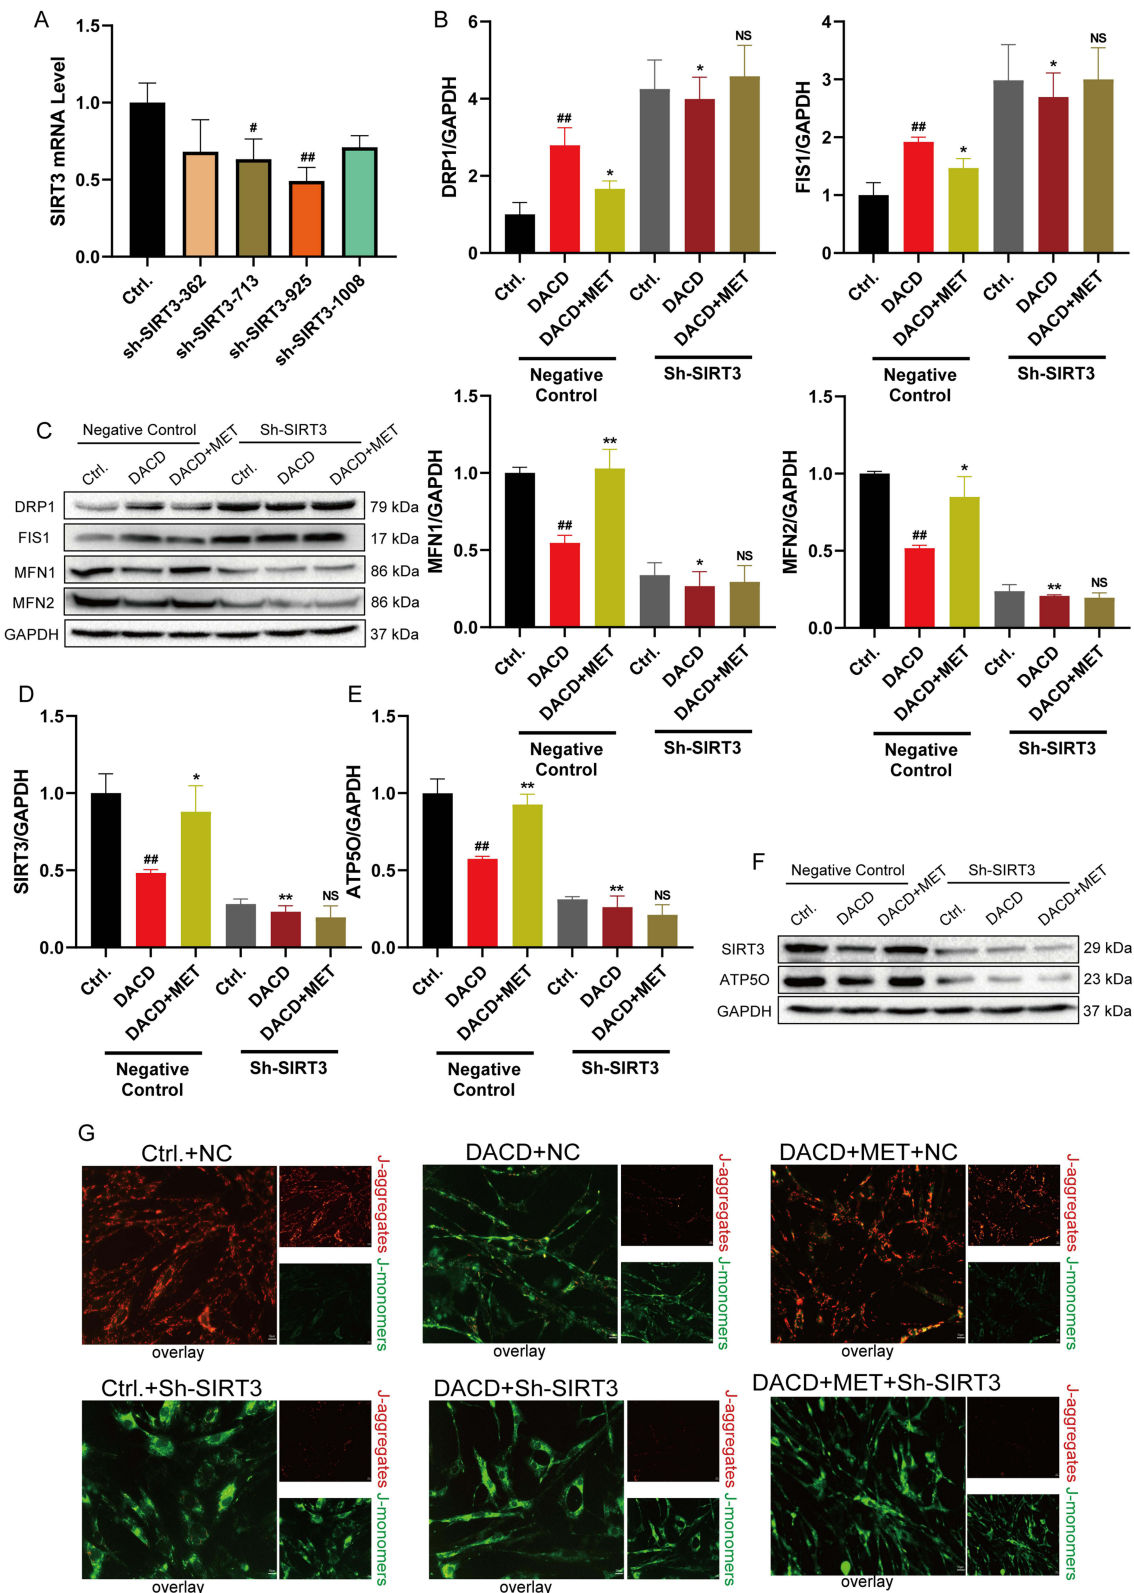 A
SIRT3 mRNA Level
1.5
1.0
0.5
0.0
#
##
Ctrl.
sh-SIRT3-362
sh-SIRT3-713
sh-SIRT3-925
sh-SIRT3-1008
B
DRP1/GAPDH
6
4
2
0
##
*
*
NS
Ctrl.
DACD
DACD+MET
Ctrl.
DACD
DACD+MET
Negative
Control
Sh-SIRT3
FIS1/GAPDH
4
3
2
1
0
##
*
*
NS
Ctrl.
DACD
DACD+MET
Ctrl.
DACD
DACD+MET
Negative
Control
Sh-SIRT3
MFN1/GAPDH
1.5
1.0
0.5
0.0
##
**
*
NS
Ctrl.
DACD
DACD+MET
Ctrl.
DACD
DACD+MET
Negative
Control
Sh-SIRT3
MFN2/GAPDH
1.5
1.0
0.5
0.0
##
*
**
NS
Ctrl.
DACD
DACD+MET
Ctrl.
DACD
DACD+MET
Negative
Control
Sh-SIRT3
C
Negative Control
Sh-SIRT3
Ctrl.
DACD
DACD+MET
Ctrl.
DACD
DACD+MET
DRP1
79 kDa
FIS1
17 kDa
MFN1
86 kDa
MFN2
86 kDa
GAPDH
37 kDa
D
SIRT3/GAPDH
1.5
1.0
0.5
0.0
##
*
**
NS
Ctrl.
DACD
DACD+MET
Ctrl.
DACD
DACD+MET
Negative
Control
Sh-SIRT3
E
ATP5O/GAPDH
1.5
1.0
0.5
0.0
##
**
**
NS
Ctrl.
DACD
DACD+MET
Ctrl.
DACD
DACD+MET
Negative
Control
Sh-SIRT3
F
Negative Control
Sh-SIRT3
Ctrl.
DACD
DACD+MET
Ctrl.
DACD
DACD+MET
SIRT3
29 kDa
ATP5O
23 kDa
GAPDH
37 kDa
G
Ctrl.+NC
J-aggregates
J-monomers
overlay
DACD+NC
J-aggregates
J-monomers
overlay
DACD+MET+NC
J-aggregates
J-monomers
overlay
Ctrl.+Sh-SIRT3
J-aggregates
J-monomers
overlay
DACD+Sh-SIRT3
J-aggregates
J-monomers
overlay
DACD+MET+Sh-SIRT3
J-aggregates
J-monomers
overlay